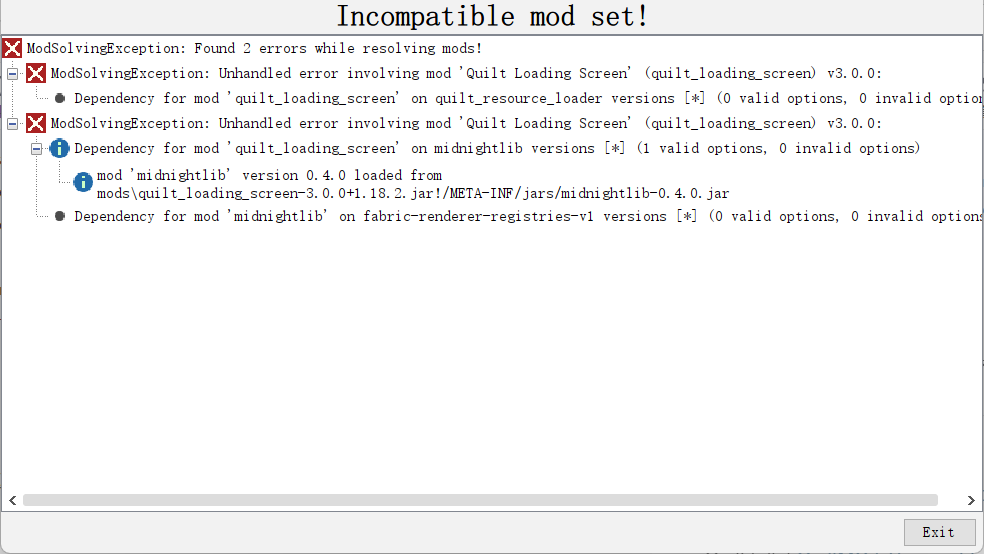 Incompatible mod set!
ModSolvingException: Found 2 errors while resolving mods!
ModSolvingException: Unhandled error involving mod 'Quilt Loading Screen' (quilt_loading_screen) v3.0.0:
Dependency for mod 'quilt_loading_screen' on quilt_resource_loader versions [*] (0 valid options, 0 invalid option
ModSolvingException: Unhandled error involving mod 'Quilt Loading Screen' (quilt_loading_screen) v3.0.0:
Dependency for mod 'quilt_loading_screen' on midnightlib versions [*] (1 valid options, 0 invalid options)
mod 'midnightlib' version 0.4.0 loaded from
mods\quilt_loading_screen-3.0.0+1.18.2.jar!/META-INF/jars/midnightlib-0.4.0.jar
Dependency for mod 'midnightlib' on fabric-renderer-registries-v1 versions [*] (0 valid options, 0 invalid options
Exit